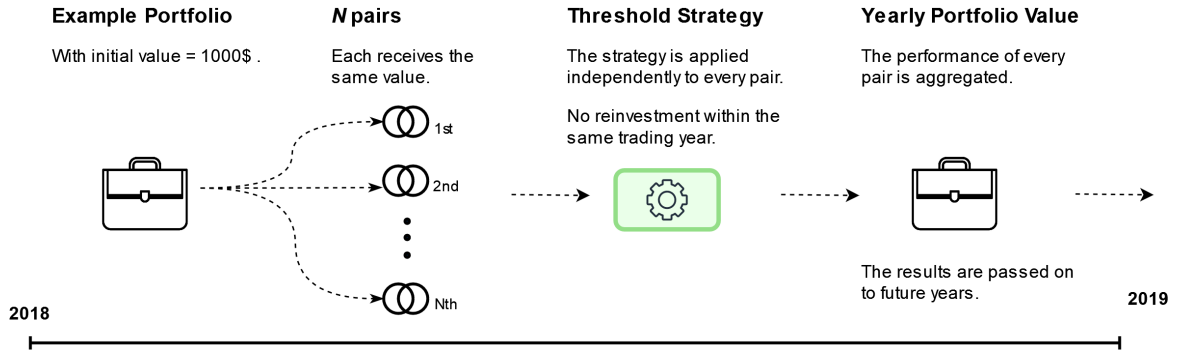 Example Portfolio
With initial value = 1000$ .
N pairs
Each receives the
same value.
1st
2nd
Nth
Threshold Strategy
The strategy is applied
independently to every pair.
No reinvestment within the
same trading year.
Yearly Portfolio Value
The performance of every
pair is aggregated.
The results are passed on
to future years.
2018
2019